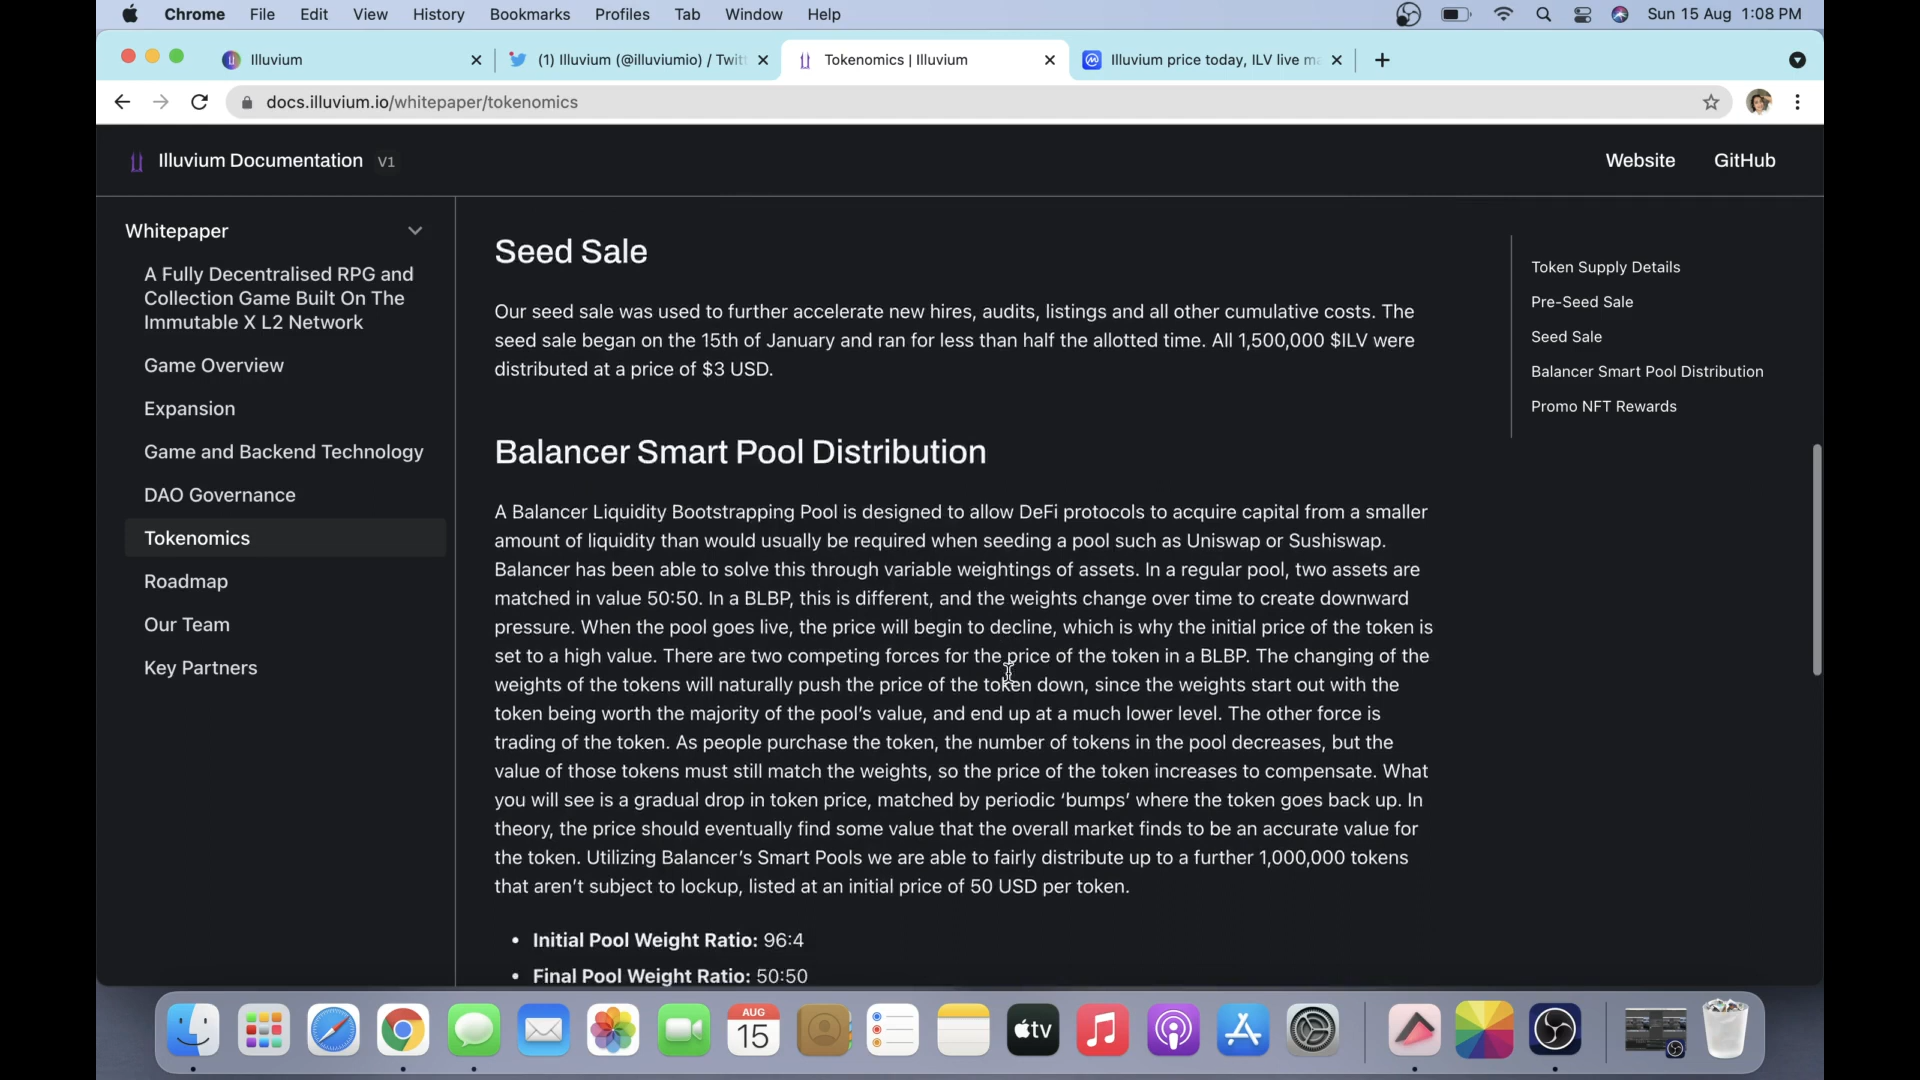 Chrome File Edit View History Bookmarks Profiles Tab Window Help Sun 15 Aug 1:08 PM
Illuvium (1) Illuvium (@illuviumio) / Twit Tokenomics | Illuvium Illuvium price today, ILV live ma
docs.illuvium.io/whitepaper/tokenomics
Illuvium Documentation V1 Website GitHub
Whitepaper
A Fully Decentralised RPG and
Collection Game Built On The
Immutable X L2 Network
Game Overview
Expansion
Game and Backend Technology
DAO Governance
Tokenomics
Roadmap
Our Team
Key Partners
Seed Sale
Our seed sale was used to further accelerate new hires, audits, listings and all other cumulative costs. The
seed sale began on the 15th of January and ran for less than half the allotted time. All 1,500,000 $ILV were
distributed at a price of $3 USD.
Balancer Smart Pool Distribution
A Balancer Liquidity Bootstrapping Pool is designed to allow DeFi protocols to acquire capital from a smaller
amount of liquidity than would usually be required when seeding a pool such as Uniswap or Sushiswap.
Balancer has been able to solve this through variable weightings of assets. In a regular pool, two assets are
matched in value 50:50. In a BLBP, this is different, and the weights change over time to create downward
pressure. When the pool goes live, the price will begin to decline, which is why the initial price of the token is
set to a high value. There are two competing forces for the price of the token in a BLBP. The changing of the
weights of the tokens will naturally push the price of the token down, since the weights start out with the
token being worth the majority of the pool’s value, and end up at a much lower level. The other force is
trading of the token. As people purchase the token, the number of tokens in the pool decreases, but the
value of those tokens must still match the weights, so the price of the token increases to compensate. What
you will see is a gradual drop in token price, matched by periodic ‘bumps’ where the token goes back up. In
theory, the price should eventually find some value that the overall market finds to be an accurate value for
the token. Utilizing Balancer’s Smart Pools we are able to fairly distribute up to a further 1,000,000 tokens
that aren’t subject to lockup, listed at an initial price of 50 USD per token.
• Initial Pool Weight Ratio: 96:4
• Final Pool Weight Ratio: 50:50
Token Supply Details
Pre-Seed Sale
Seed Sale
Balancer Smart Pool Distribution
Promo NFT Rewards
AUG
15
tv